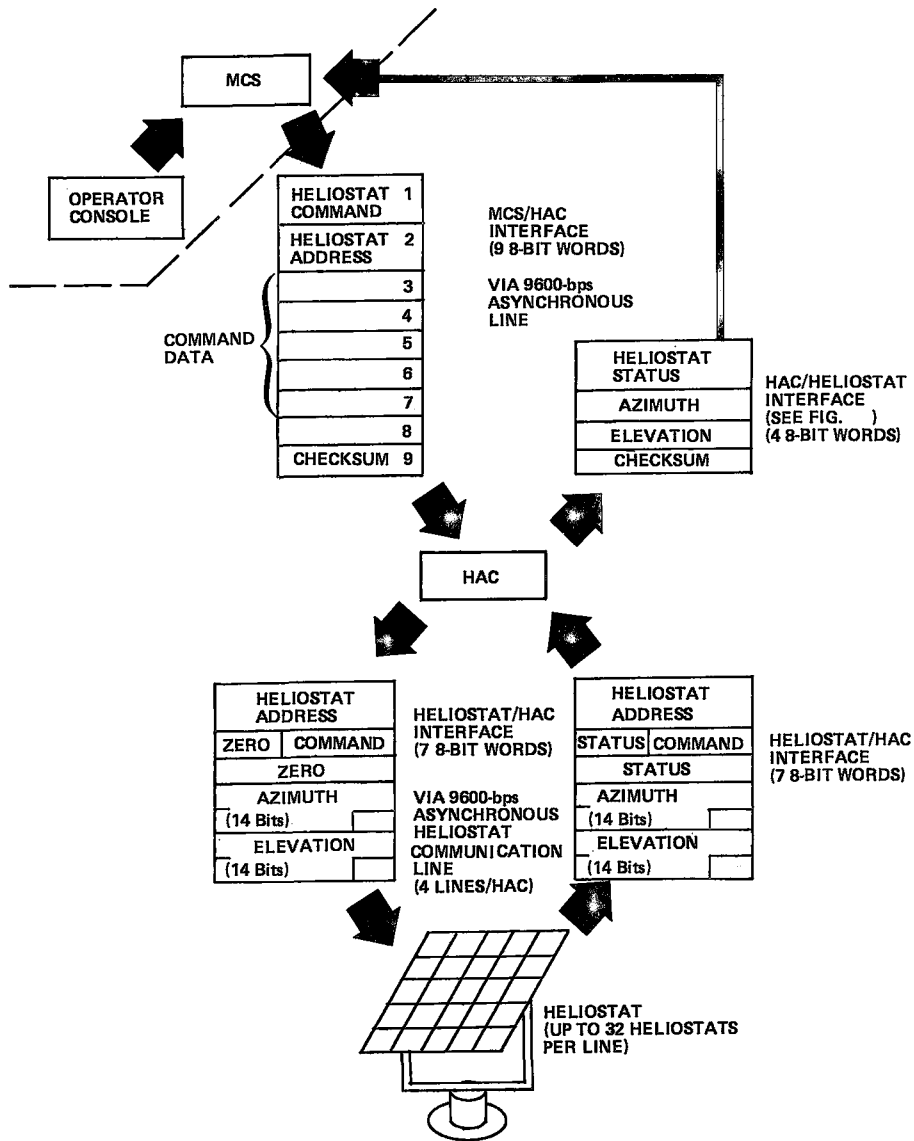 MCS
OPERATOR
CONSOLE
HELIOSTAT 1
COMMAND
HELIOSTAT 2
ADDRESS
3
4
5
6
7
8
CHECKSUM 9
COMMAND
DATA
MCS/HAC
INTERFACE
(9 8-BIT WORDS)
VIA 9600-bps
ASYNCHRONOUS
LINE
HELIOSTAT
STATUS
AZIMUTH
ELEVATION
CHECKSUM
HAC/HELIOSTAT
INTERFACE
(SEE FIG. )
(4 8-BIT WORDS)
HAC
HELIOSTAT
ADDRESS
ZERO COMMAND
ZERO
AZIMUTH
(14 Bits)
ELEVATION
(14 Bits)
HELIOSTAT/HAC
INTERFACE
(7 8-BIT WORDS)
VIA 9600-bps
ASYNCHRONOUS
HELIOSTAT
COMMUNICATION
LINE
(4 LINES/HAC)
HELIOSTAT
ADDRESS
STATUS COMMAND
STATUS
AZIMUTH
(14 Bits)
ELEVATION
(14 Bits)
HELIOSTAT/HAC
INTERFACE
(7 8-BIT WORDS)
HELIOSTAT
(UP TO 32 HELIOSTATS
PER LINE)